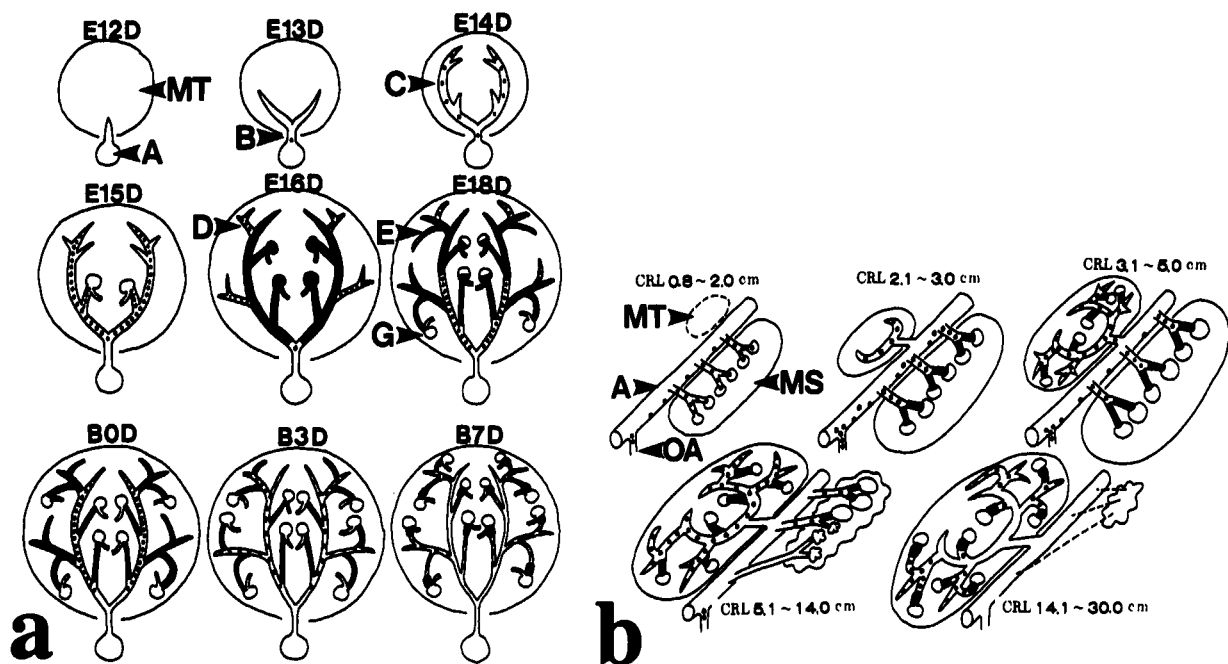 E12D E13D E14D
MT
C
B
A
E15D E16D E18D
D
E
G
B0D B3D B7D
a
CRL 0.8 ~ 2.0 cm CRL 2.1 ~ 3.0 cm CRL 3.1 ~ 5.0 cm
MT
A
MS
OA
CRL 5.1 ~ 14.0 cm CRL 14.1 ~ 30.0 cm
b